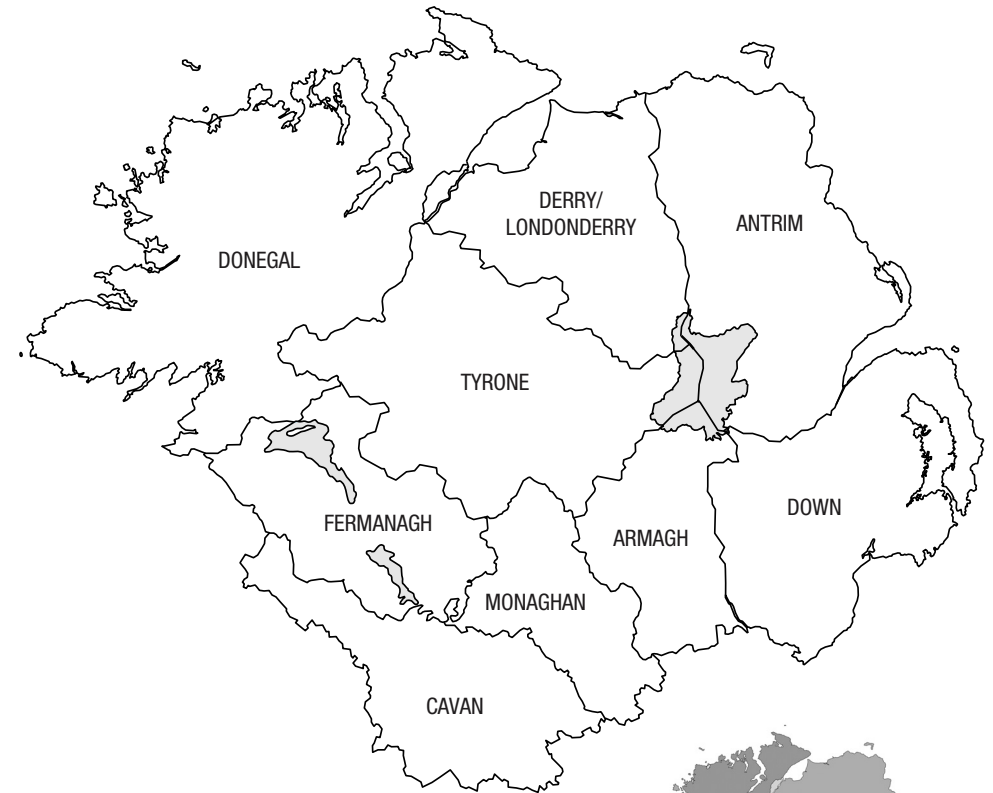 DERRY/
LONDONDERRY
ANTRIM
DONEGAL
TYRONE
DOWN
FERMANAGH
ARMAGH
MONAGHAN
CAVAN